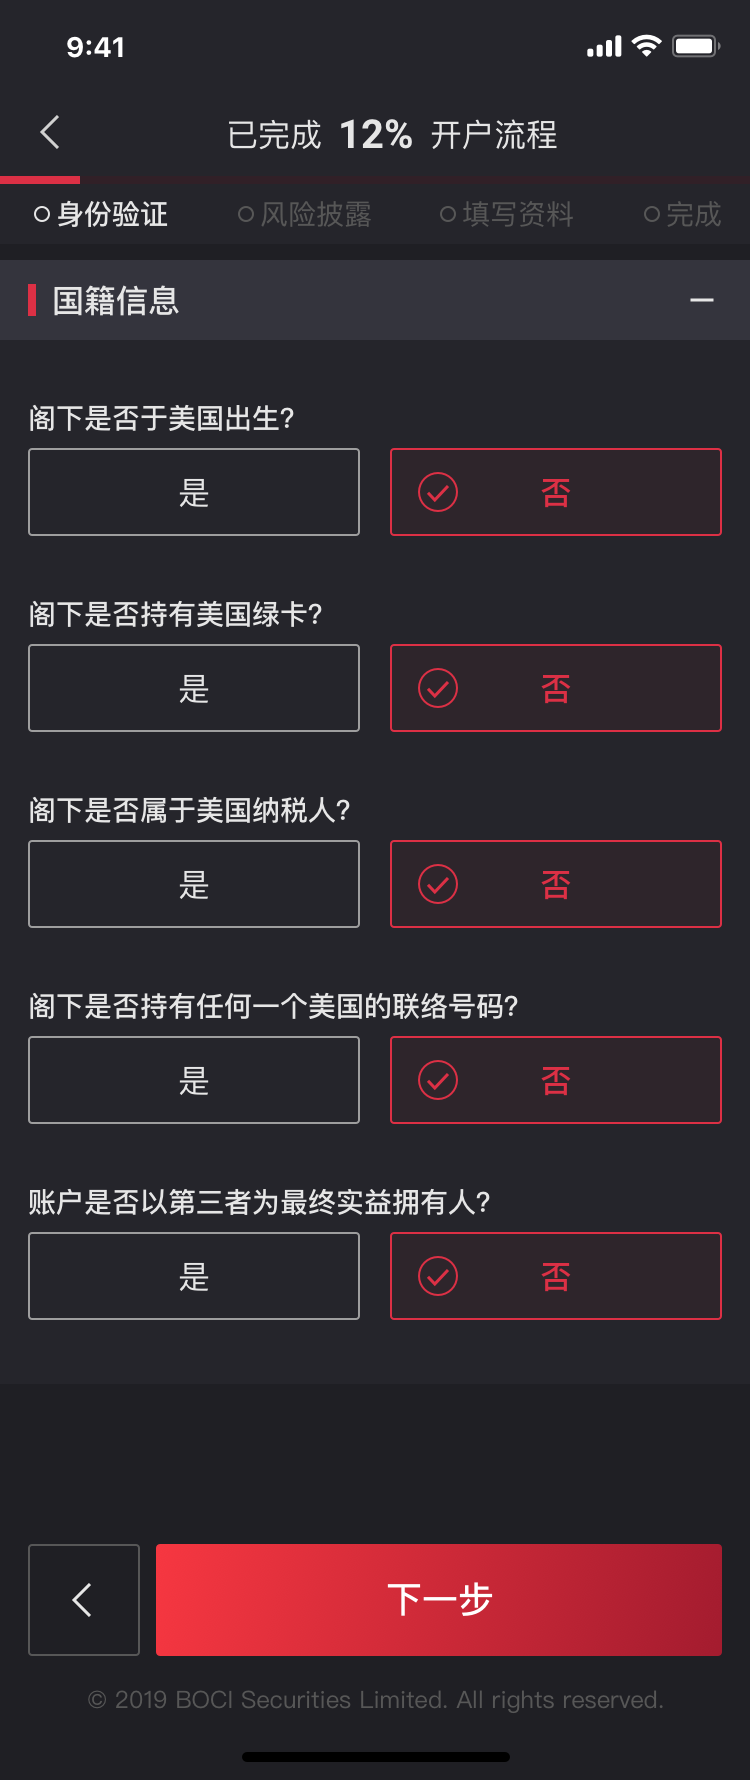 9:41
已完成 12% 开户流程
身份验证 风险披露 填写资料 完成
国籍信息
阁下是否于美国出生?
是 否
阁下是否持有美国绿卡?
是 否
阁下是否属于美国纳税人?
是 否
阁下是否持有任何一个美国的联络号码?
是 否
账户是否以第三者为最终实益拥有人?
是 否
下一步
© 2019 BOCI Securities Limited. All rights reserved.